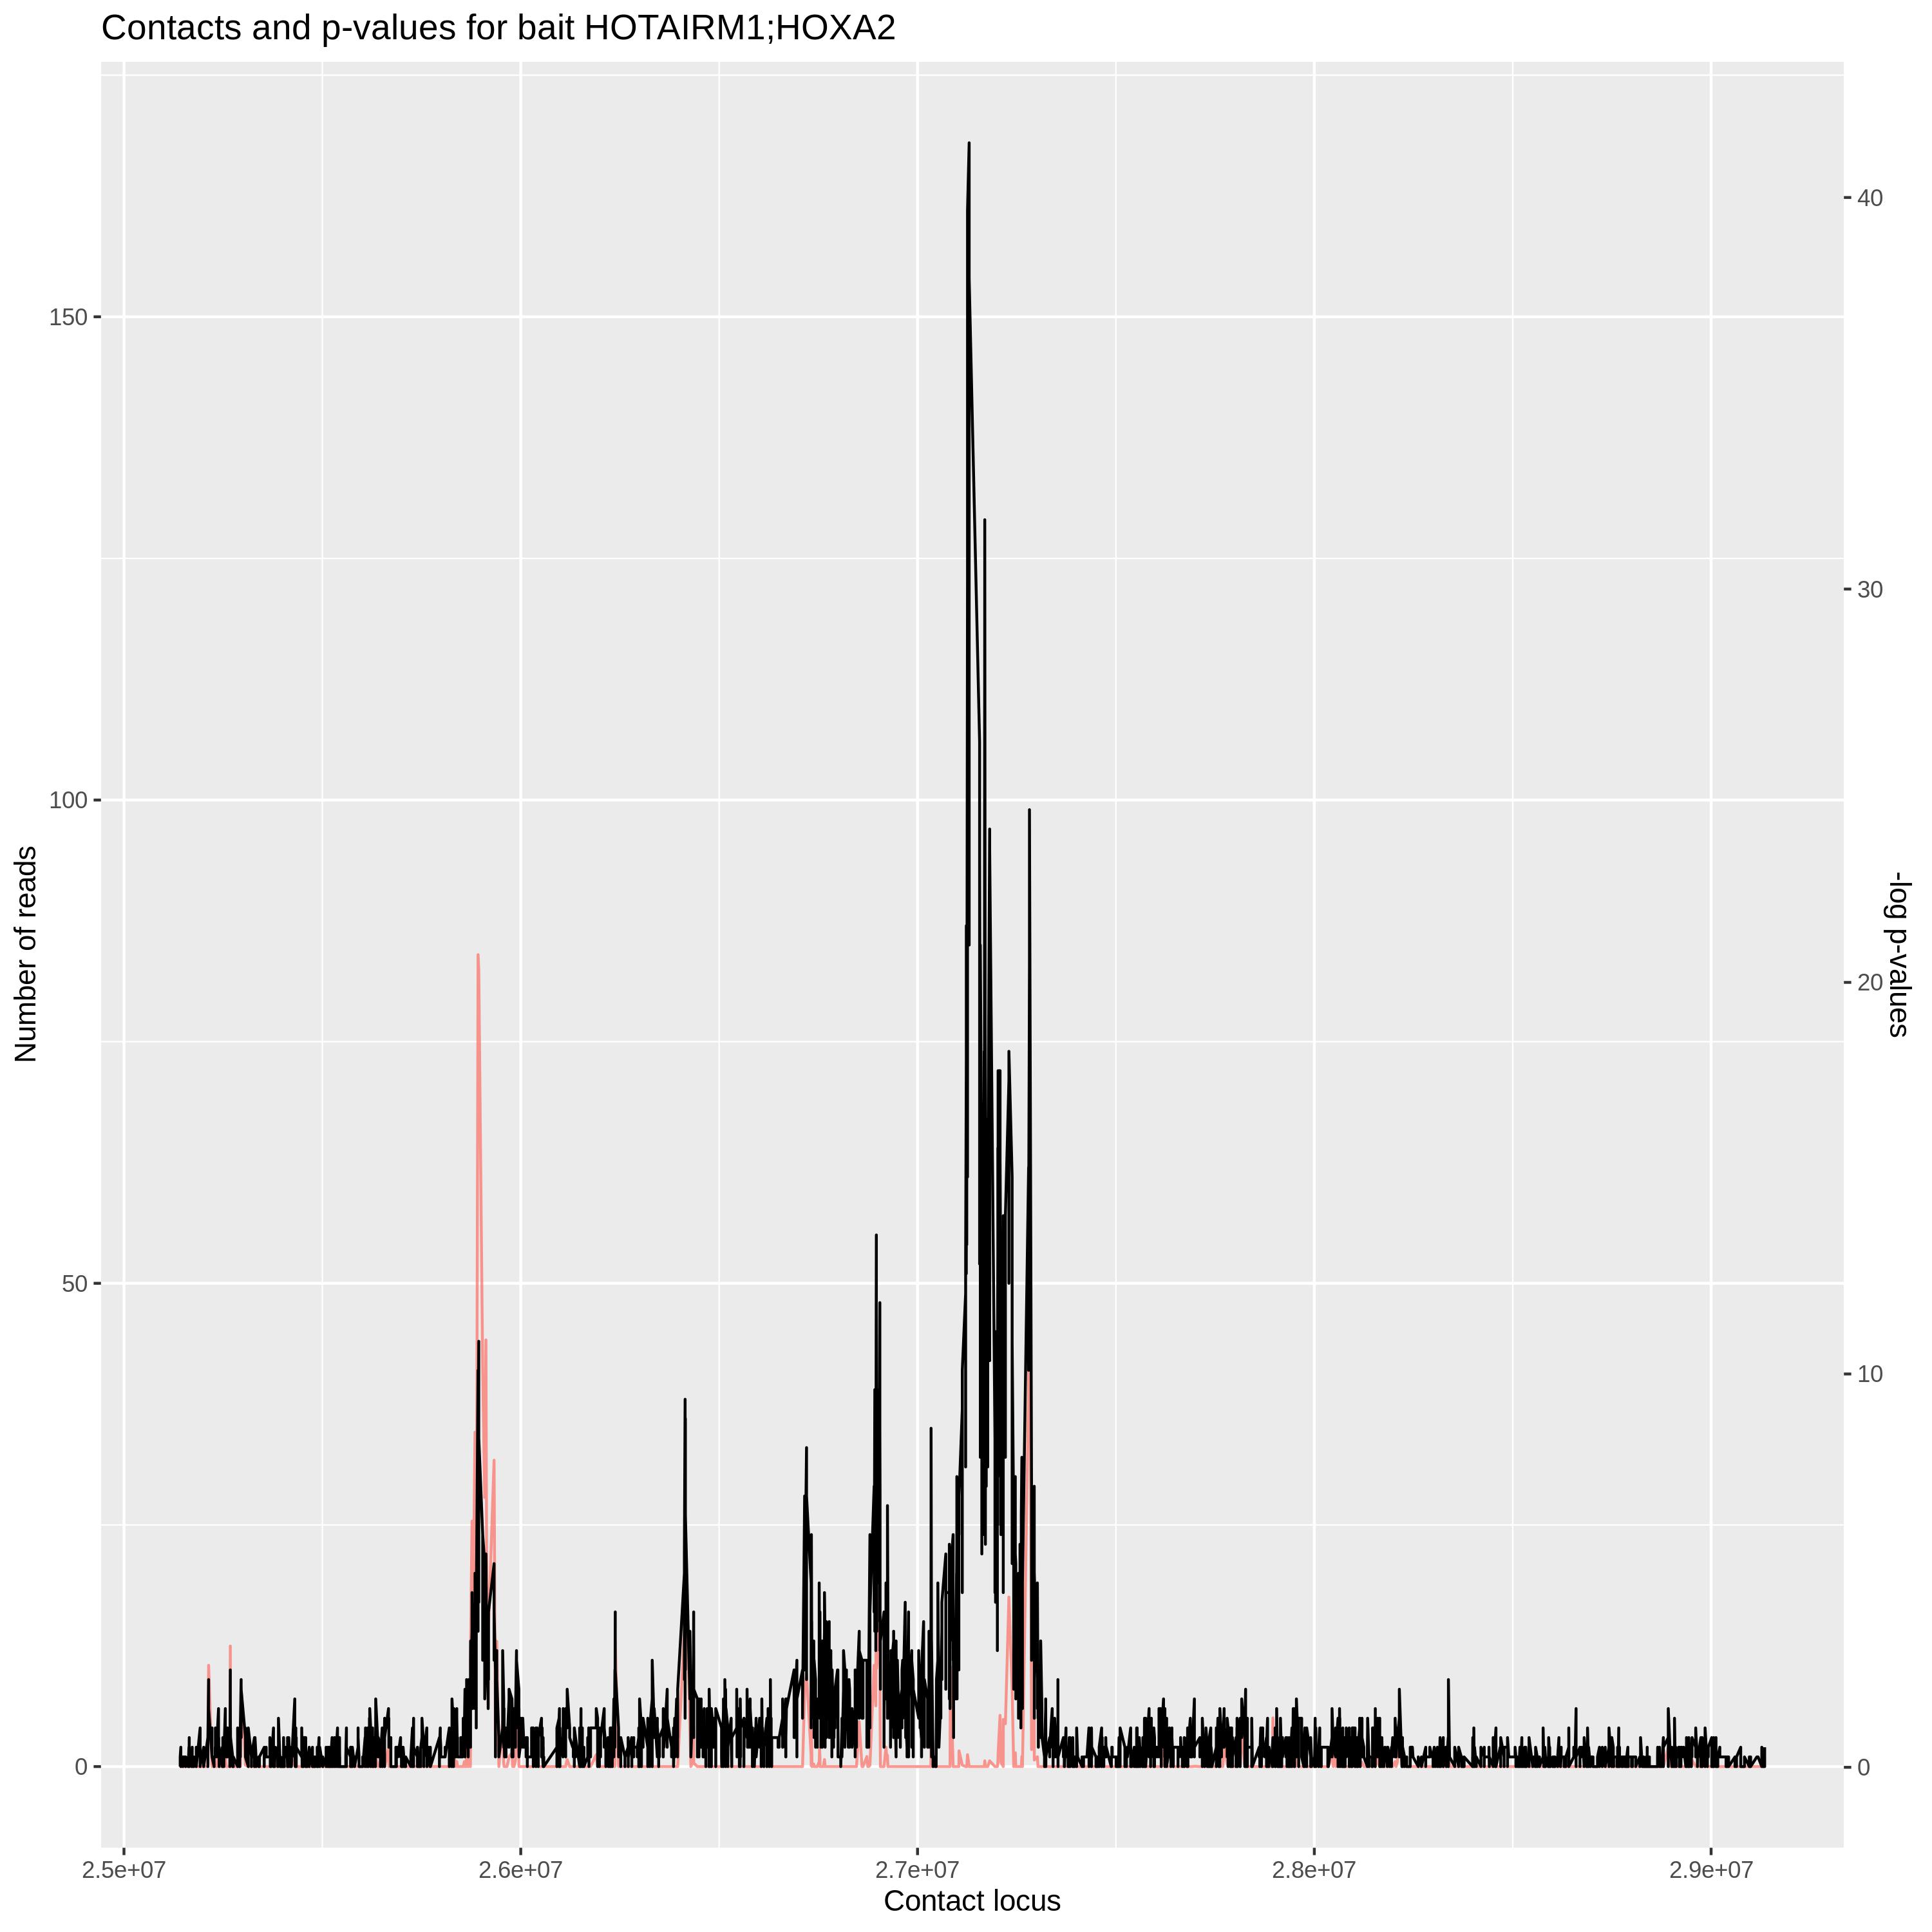 Contacts and p-values for bait HOTAIRM1;HOXA2
Number of reads
150
100
50
0
40
30
20
10
0
-log p-values
2.5e+07
2.6e+07
2.7e+07
2.8e+07
2.9e+07
Contact locus